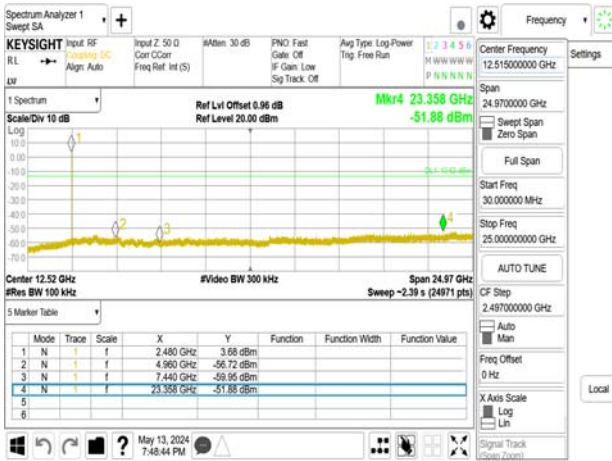 Spectrum Analyzer 1
Swept SA
+
Frequency
Settings
KEYSIGHT
RL
Input: RF
Coupling: DC
Align: Auto
Input Z: 50 Ω
Corr CCorr
Freq Ref: Int (S)
#Atten: 30 dB
PNO: Fast
Gate: Off
IF Gain: Low
Sig Track: Off
Avg Type: Log-Power
Trig: Free Run
1 2 3 4 5 6
M W W W W W
P N N N N N
1 Spectrum
Scale/Div 10 dB
Ref Lvl Offset 0.96 dB
Ref Level 20.00 dBm
Mkr4 23.358 GHz
-51.88 dBm
Log
10.0
0.00
-10.0
-20.0
-30.0
-40.0
-50.0
-60.0
-70.0
1
2
3
4
Center 12.52 GHz
#Res BW 100 kHz
#Video BW 300 kHz
Span 24.97 GHz
Sweep ~2.39 s (24971 pts)
5 Marker Table
Mode Trace Scale X Y Function Function Width Function Value
1 N 1 f 2.480 GHz 3.68 dBm
2 N 1 f 4.960 GHz -56.72 dBm
3 N 1 f 7.440 GHz -59.95 dBm
4 N 1 f 23.358 GHz -51.88 dBm
5
6
May 13, 2024
7:48:44 PM
Center Frequency
12.515000000 GHz
Span
24.9700000 GHz
Swept Span
Zero Span
Full Span
Start Freq
30.000000 MHz
Stop Freq
25.000000000 GHz
AUTO TUNE
CF Step
2.497000000 GHz
Auto
Man
Freq Offset
0 Hz
X Axis Scale
Log
Lin
Signal Track
(Span Zoom)
Local